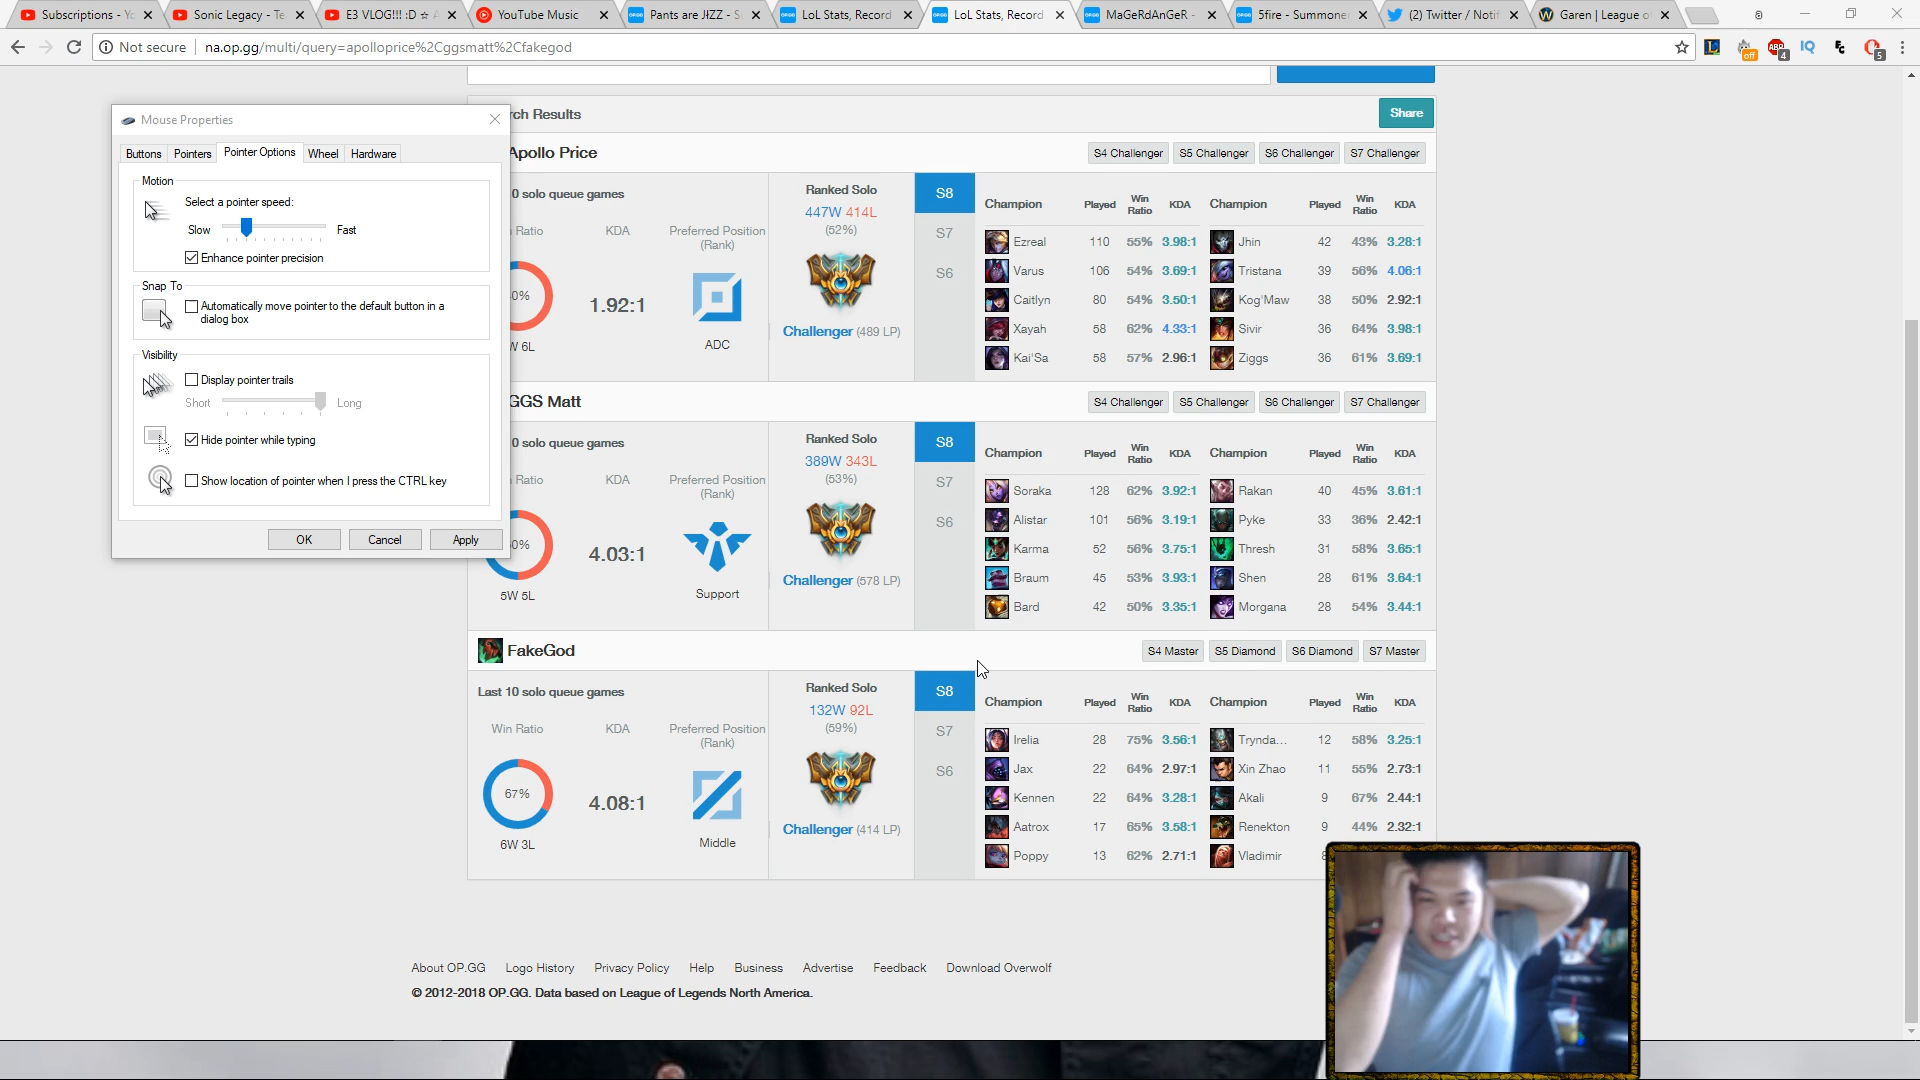 Subscriptions - Yo
Sonic Legacy - Te
E3 VLOG!!! :D ☆
YouTube Music
Pants are JIZZ - S
LoL Stats, Record
LoL Stats, Record
MaGeRdAnGeR -
5fire - Summone
(2) Twitter / Notif
Garen | League o
Not secure | na.op.gg/multi/query=apolloprice%2Cggsmatt%2Cfakegod
rch Results
Share
Mouse Properties
Buttons Pointers Pointer Options Wheel Hardware
Motion
Select a pointer speed:
Slow Fast
Enhance pointer precision
Snap To
Automatically move pointer to the default button in a
dialog box
Visibility
Display pointer trails
Short Long
Hide pointer while typing
Show location of pointer when I press the CTRL key
OK Cancel Apply
Apollo Price
S4 Challenger S5 Challenger S6 Challenger S7 Challenger
0 solo queue games
Ratio KDA Preferred Position
(Rank)
0%
W 6L
1.92:1
ADC
Ranked Solo
447W 414L
(52%)
Challenger (489 LP)
S8
S7
S6
Champion Played Win Ratio KDA Champion Played Win Ratio KDA
Ezreal 110 55% 3.98:1 Jhin 42 43% 3.28:1
Varus 106 54% 3.69:1 Tristana 39 56% 4.06:1
Caitlyn 80 54% 3.50:1 Kog'Maw 38 50% 2.92:1
Xayah 58 62% 4.33:1 Sivir 36 64% 3.98:1
Kai'Sa 58 57% 2.96:1 Ziggs 36 61% 3.69:1
GGS Matt
S4 Challenger S5 Challenger S6 Challenger S7 Challenger
0 solo queue games
Ratio KDA Preferred Position
(Rank)
0%
5W 5L
4.03:1
Support
Ranked Solo
389W 343L
(53%)
Challenger (578 LP)
S8
S7
S6
Champion Played Win Ratio KDA Champion Played Win Ratio KDA
Soraka 128 62% 3.92:1 Rakan 40 45% 3.61:1
Alistar 101 56% 3.19:1 Pyke 33 36% 2.42:1
Karma 52 56% 3.75:1 Thresh 31 58% 3.65:1
Braum 45 53% 3.93:1 Shen 28 61% 3.64:1
Bard 42 50% 3.35:1 Morgana 28 54% 3.44:1
FakeGod
S4 Master S5 Diamond S6 Diamond S7 Master
Last 10 solo queue games
Win Ratio KDA Preferred Position
(Rank)
67%
6W 3L
4.08:1
Middle
Ranked Solo
132W 92L
(59%)
Challenger (414 LP)
S8
S7
S6
Champion Played Win Ratio KDA Champion Played Win Ratio KDA
Irelia 28 75% 3.56:1 Trynda... 12 58% 3.25:1
Jax 22 64% 2.97:1 Xin Zhao 11 55% 2.73:1
Kennen 22 64% 3.28:1 Akali 9 67% 2.44:1
Aatrox 17 65% 3.58:1 Renekton 9 44% 2.32:1
Poppy 13 62% 2.71:1 Vladimir
About OP.GG Logo History Privacy Policy Help Business Advertise Feedback Download Overwolf
© 2012-2018 OP.GG. Data based on League of Legends North America.